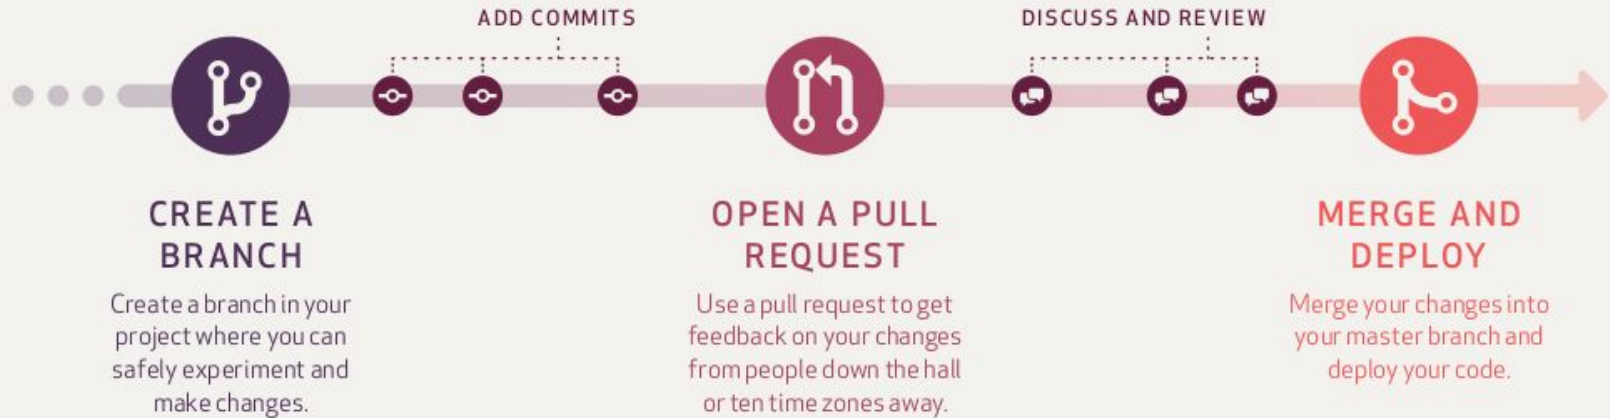 ADD COMMITS
DISCUSS AND REVIEW
CREATE A
BRANCH
Create a branch in your
project where you can
safely experiment and
make changes.
OPEN A PULL
REQUEST
Use a pull request to get
feedback on your changes
from people down the hall
or ten time zones away.
MERGE AND
DEPLOY
Merge your changes into
your master branch and
deploy your code.